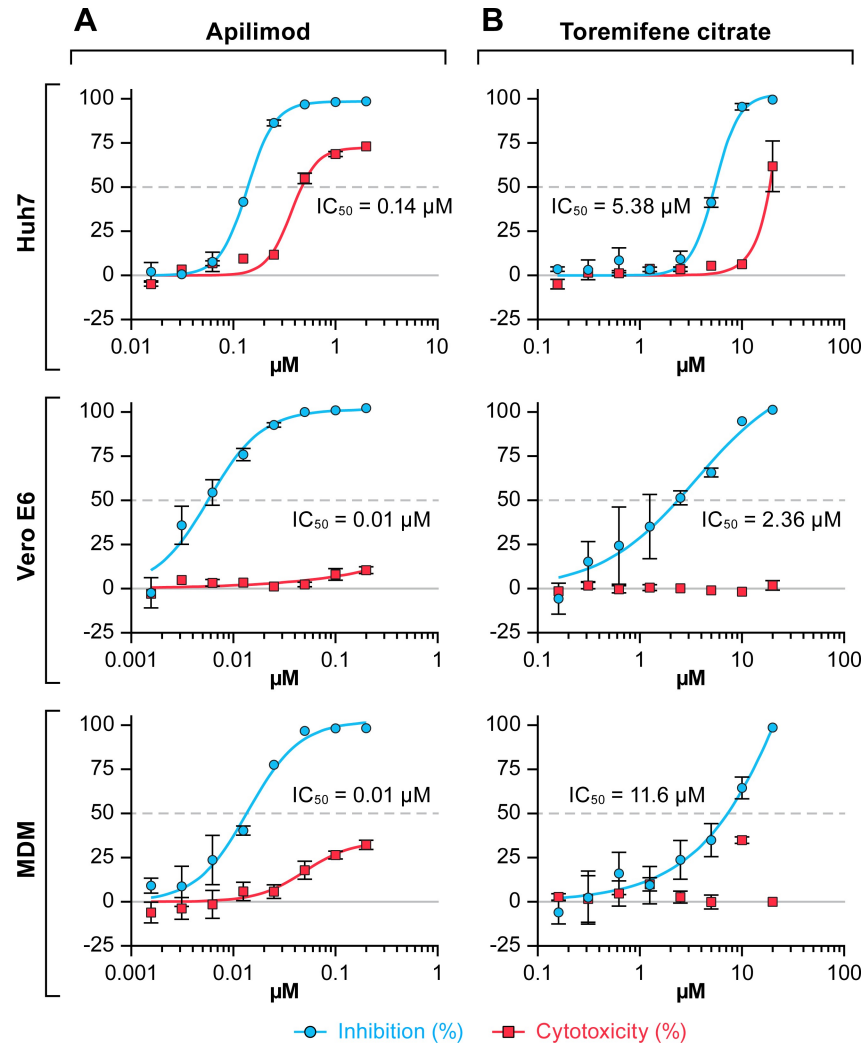 A
B
Apilimod
Toremifene citrate
Huh7
100
75
50
25
0
-25
IC₅₀ = 0.14 µM
0.01
0.1
1
10
µM
100
75
50
25
0
-25
IC₅₀ = 5.38 µM
0.1
1
10
100
µM
Vero E6
100
75
50
25
0
-25
IC₅₀ = 0.01 µM
0.001
0.01
0.1
1
µM
100
75
50
25
0
-25
IC₅₀ = 2.36 µM
0.1
1
10
100
µM
MDM
100
75
50
25
0
-25
IC₅₀ = 0.01 µM
0.001
0.01
0.1
1
µM
100
75
50
25
0
-25
IC₅₀ = 11.6 µM
0.1
1
10
100
µM
Inhibition (%)
Cytotoxicity (%)